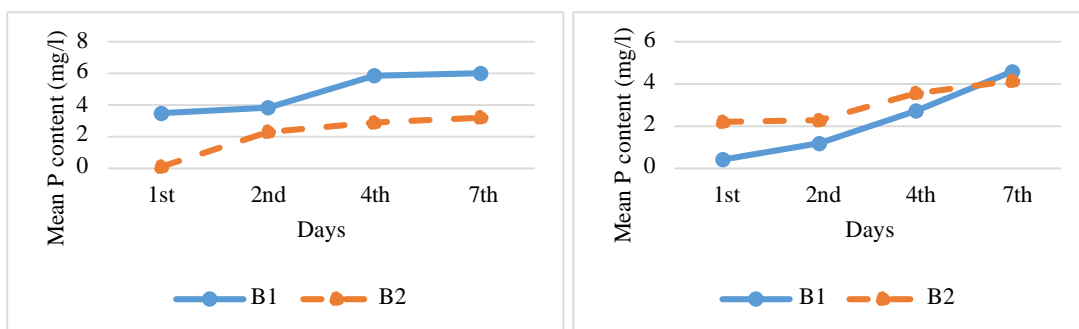 Mean P content (mg/l)
8
6
4
2
0
1st 2nd 4th 7th
Days
B1 B2
Mean P content (mg/l)
6
4
2
0
1st 2nd 4th 7th
Days
B1 B2